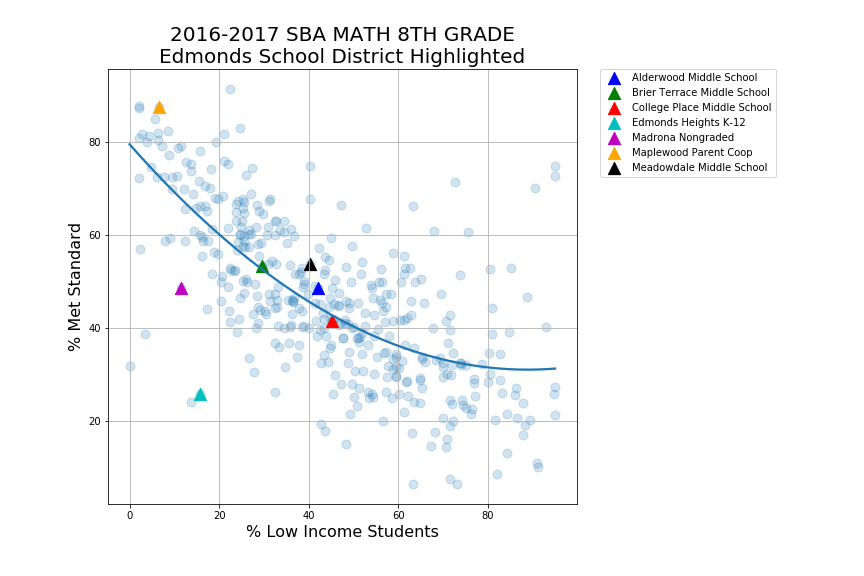 2016-2017 SBA MATH 8TH GRADE
Edmonds School District Highlighted
Alderwood Middle School
Brier Terrace Middle School
College Place Middle School
Edmonds Heights K-12
Madrona Nongraded
Maplewood Parent Coop
Meadowdale Middle School
% Met Standard
80
60
40
20
0 20 40 60 80
% Low Income Students